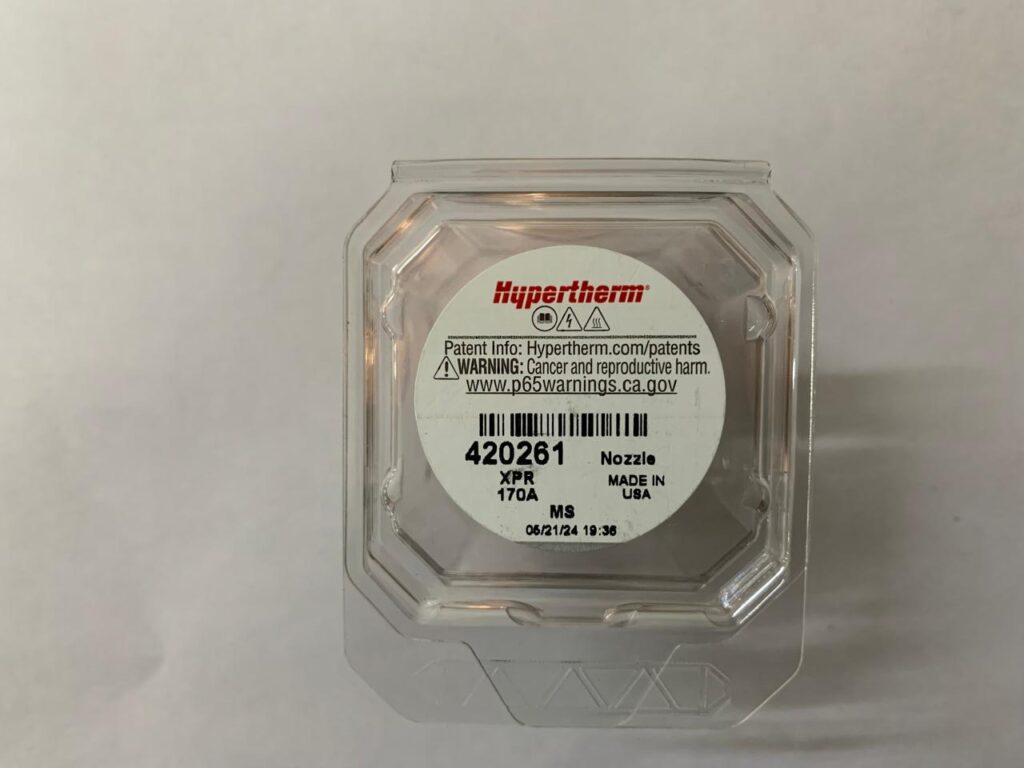 Hypertherm®
Patent Info: Hypertherm.com/patents
WARNING: Cancer and reproductive harm.
www.p65warnings.ca.gov
420261 Nozzle
XPR MADE IN
170A USA
MS
05/21/24 19:36